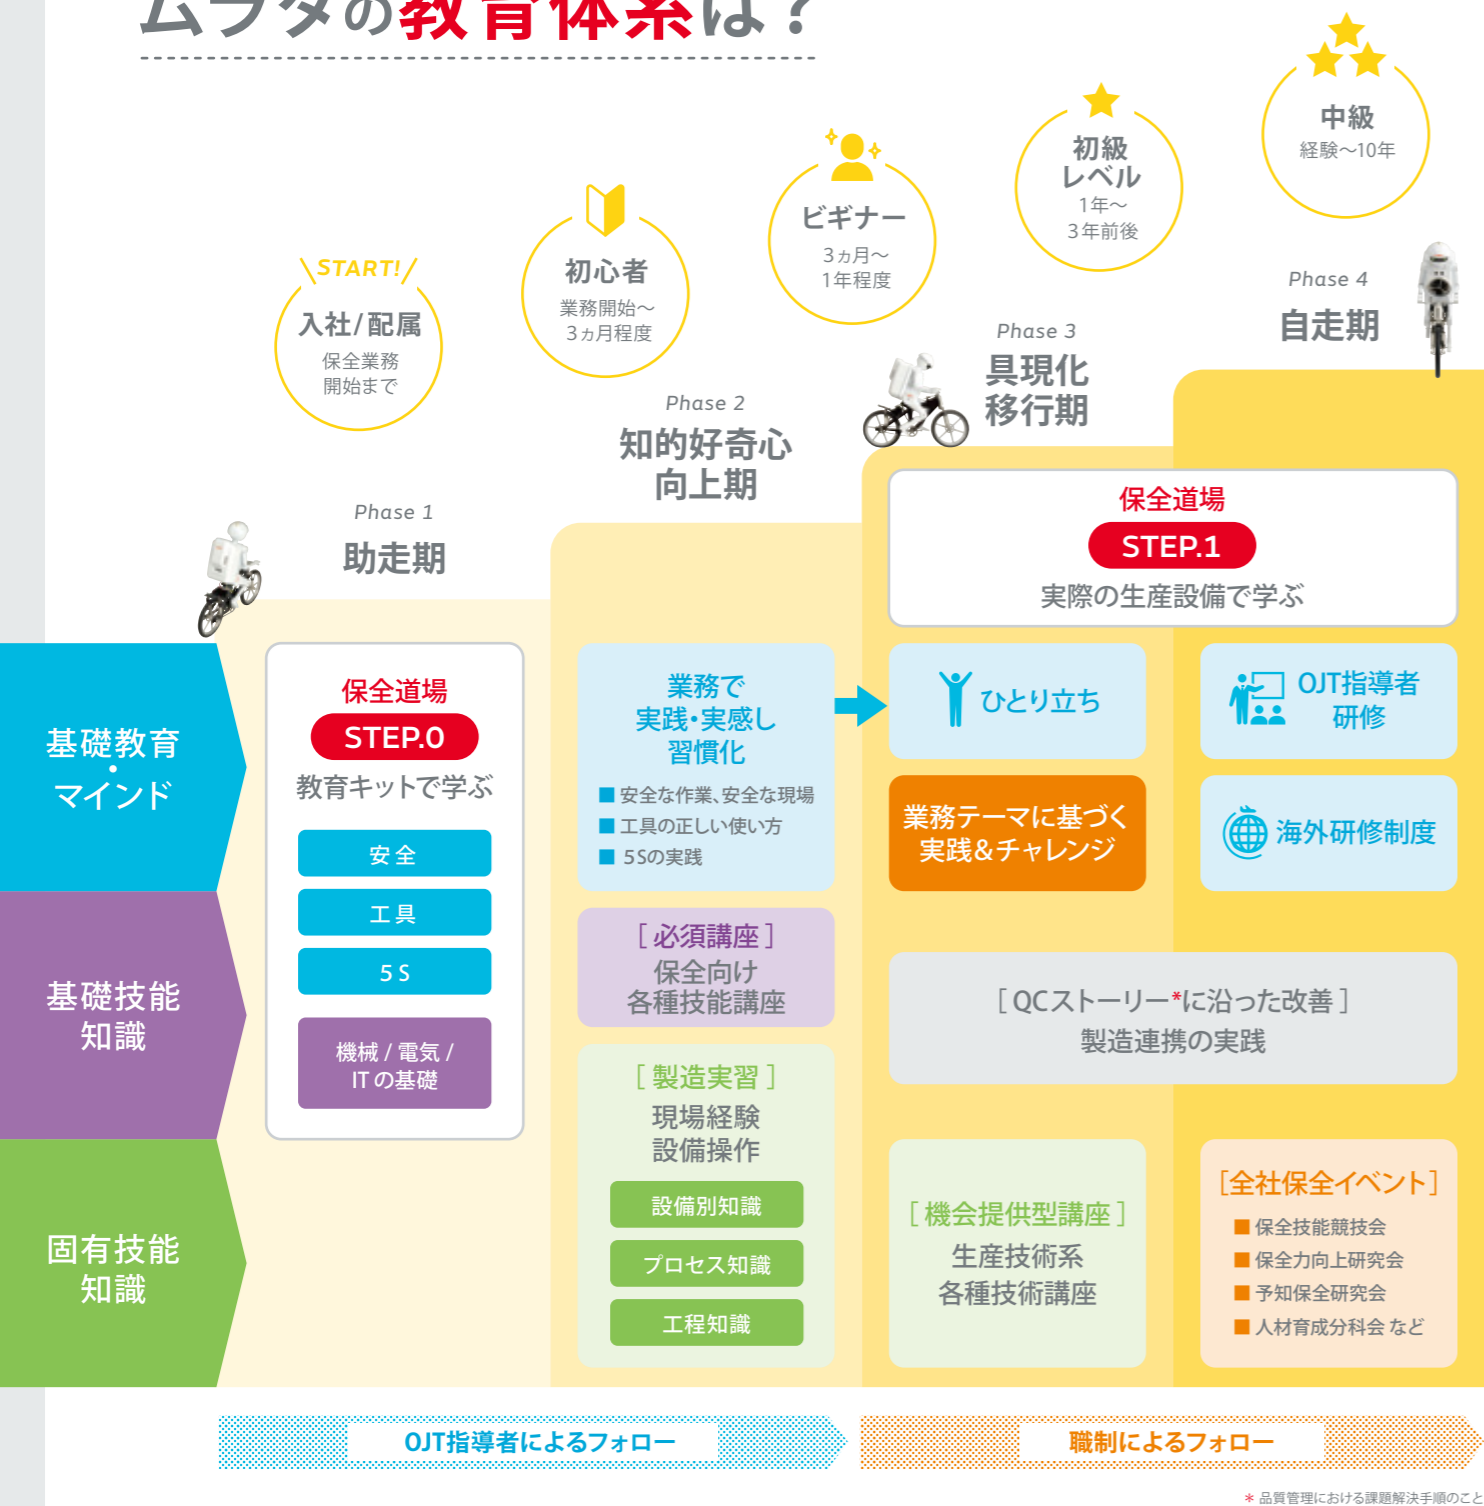 ムラタの教育体系は？
START!
入社/配属
保全業務
開始まで
初心者
業務開始～
3ヵ月程度
ビギナー
3ヵ月～
1年程度
初級
レベル
1年～
3年前後
中級
経験～10年
Phase 1
助走期
Phase 2
知的好奇心
向上期
Phase 3
具現化
移行期
Phase 4
自走期
基礎教育
・
マインド
基礎技能
知識
固有技能
知識
保全道場
STEP.0
教育キットで学ぶ
安全
工具
5S
機械 / 電気 /
ITの基礎
業務で
実践・実感し
習慣化
■ 安全な作業、安全な現場
■ 工具の正しい使い方
■ 5Sの実践
［必須講座］
保全向け
各種技能講座
［製造実習］
現場経験
設備操作
設備別知識
プロセス知識
工程知識
保全道場
STEP.1
実際の生産設備で学ぶ
ひとり立ち
業務テーマに基づく
実践＆チャレンジ
OJT指導者
研修
海外研修制度
［QCストーリー*に沿った改善］
製造連携の実践
［機会提供型講座］
生産技術系
各種技術講座
［全社保全イベント］
■ 保全技能競技会
■ 保全力向上研究会
■ 予知保全研究会
■ 人材育成分科会 など
OJT指導者によるフォロー
職制によるフォロー
* 品質管理における課題解決手順のこと